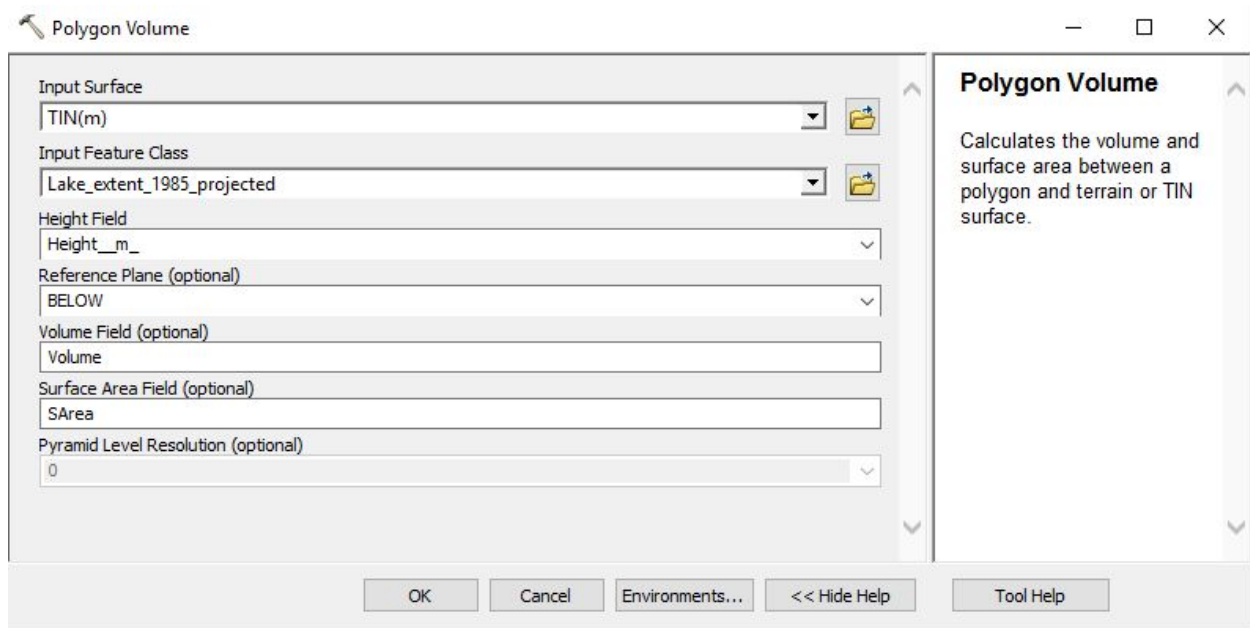 Polygon Volume
Input Surface
TIN(m)
Input Feature Class
Lake_extent_1985_projected
Height Field
Height__m_
Reference Plane (optional)
BELOW
Volume Field (optional)
Volume
Surface Area Field (optional)
SArea
Pyramid Level Resolution (optional)
0
Polygon Volume
Calculates the volume and
surface area between a
polygon and terrain or TIN
surface.
OK
Cancel
Environments...
<< Hide Help
Tool Help